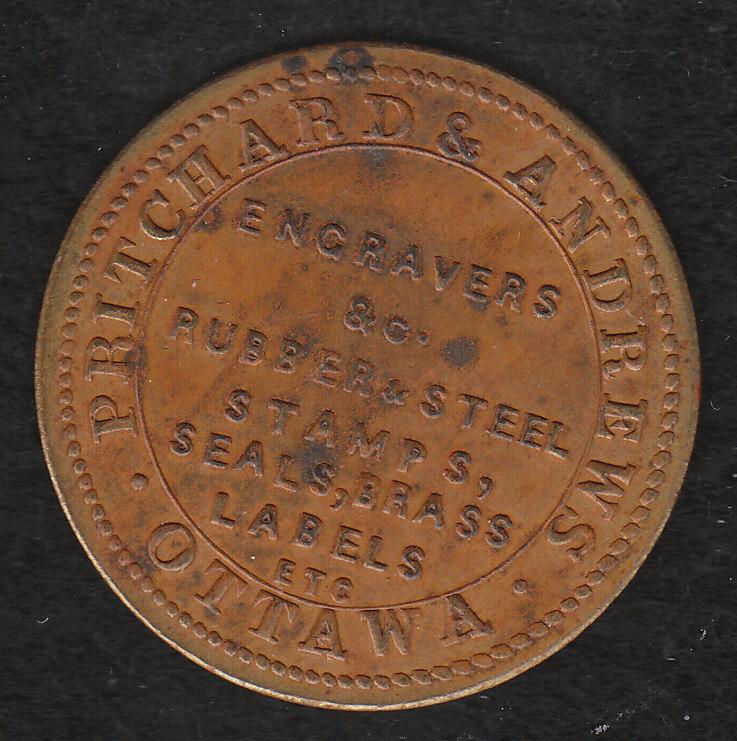 PRITCHARD & ANDREWS
ENGRAVERS
&C.
RUBBER & STEEL
STAMPS,
SEALS, BRASS
LABELS
ETC
· OTTAWA ·